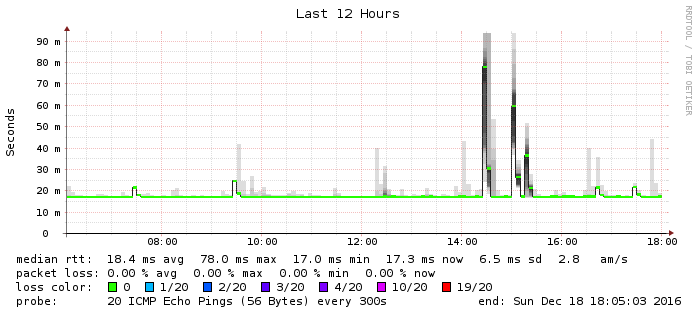 Last 12 Hours
RRDTOOL / TOBI OETIKER
Seconds
90 m
80 m
70 m
60 m
50 m
40 m
30 m
20 m
10 m
0
08:00 10:00 12:00 14:00 16:00 18:00
median rtt: 18.4 ms avg 78.0 ms max 17.0 ms min 17.3 ms now 6.5 ms sd 2.8 am/s
packet loss: 0.00 % avg 0.00 % max 0.00 % min 0.00 % now
loss color: 0 1/20 2/20 3/20 4/20 10/20 19/20
probe: 20 ICMP Echo Pings (56 Bytes) every 300s end: Sun Dec 18 18:05:03 2016